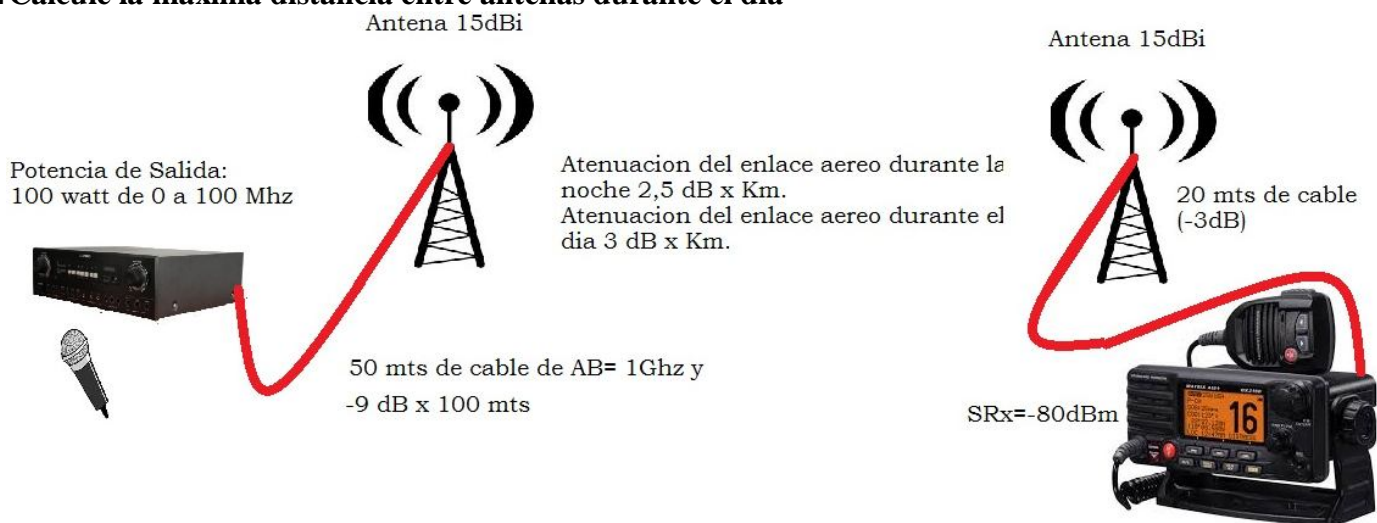 Calcule la máxima distancia entre antenas durante el día
Antena 15dBi
Antena 15dBi
Potencia de Salida:
100 watt de 0 a 100 Mhz
Atenuacion del enlace aereo durante la
noche 2,5 dB x Km.
Atenuacion del enlace aereo durante el
dia 3 dB x Km.
20 mts de cable
(-3dB)
50 mts de cable de AB= 1Ghz y
-9 dB x 100 mts
SRx=-80dBm
16